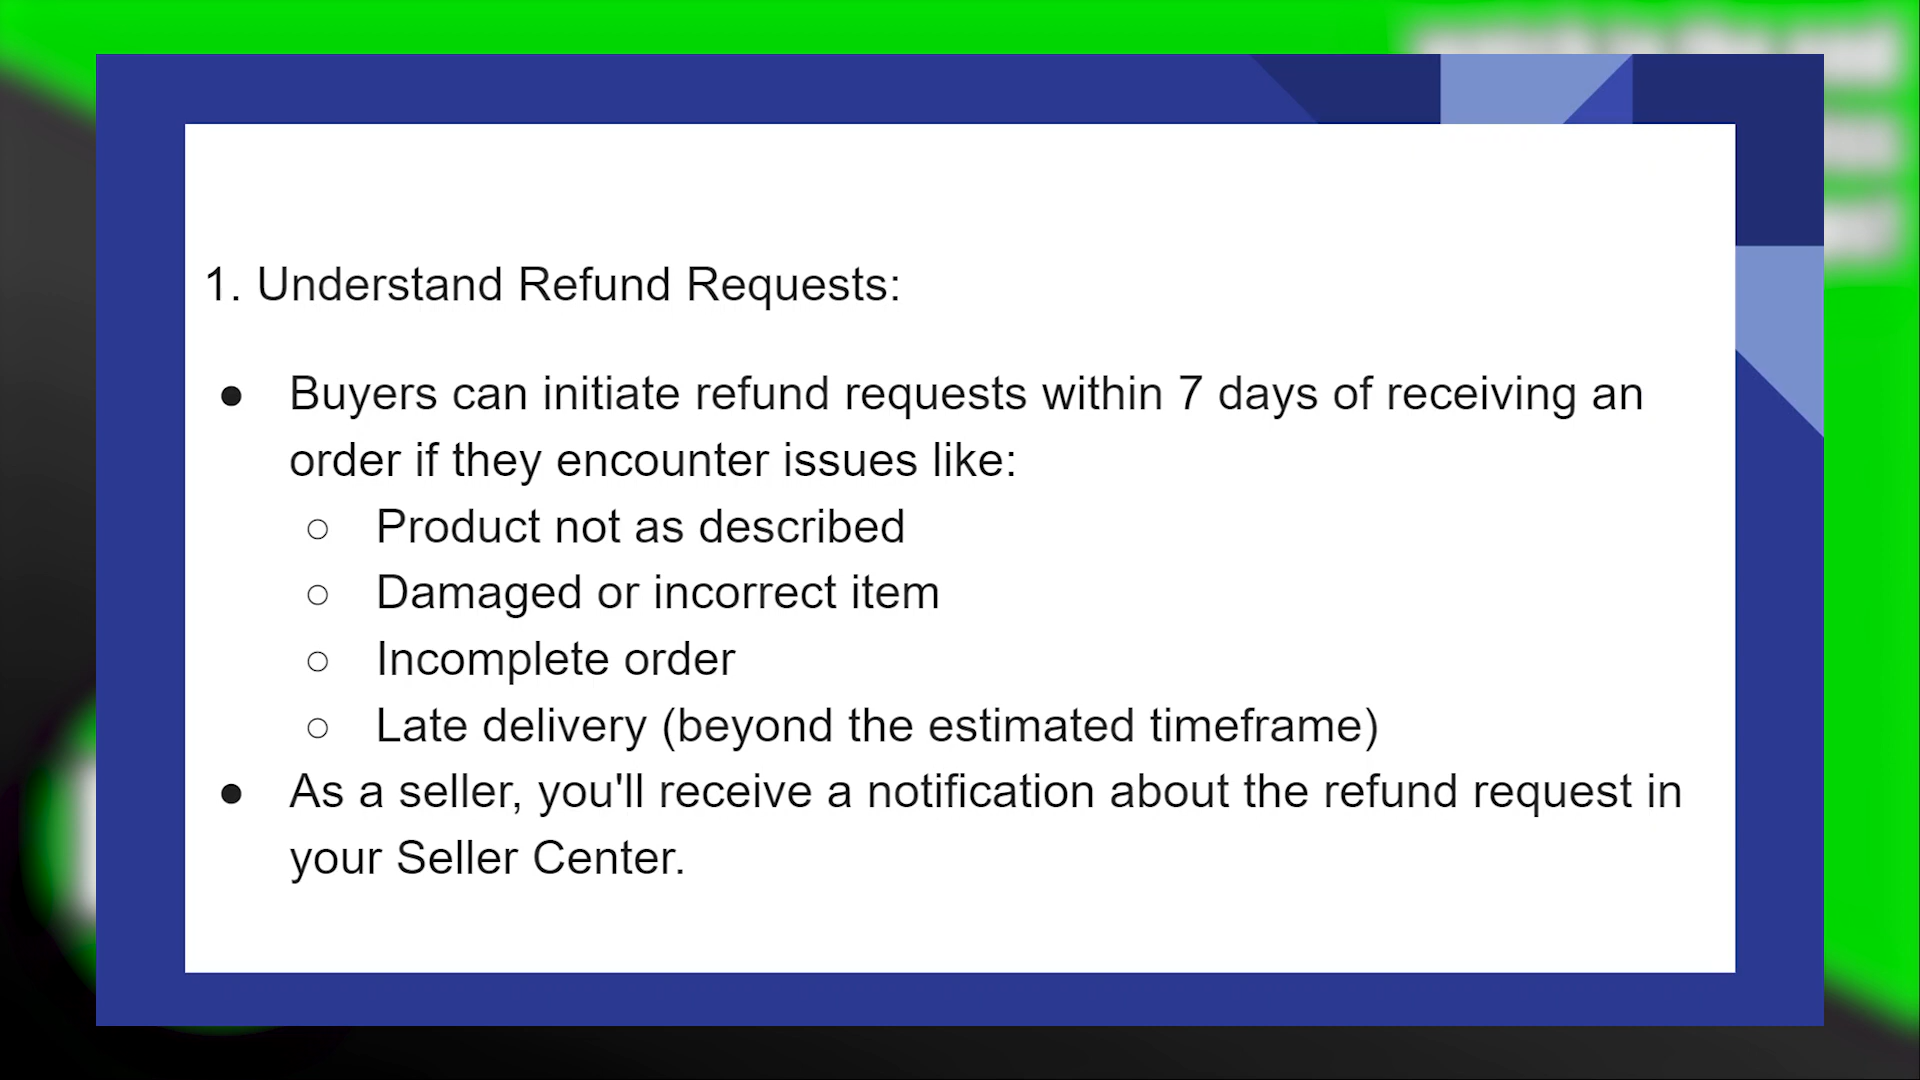 1. Understand Refund Requests:
● Buyers can initiate refund requests within 7 days of receiving an
order if they encounter issues like:
○ Product not as described
○ Damaged or incorrect item
○ Incomplete order
○ Late delivery (beyond the estimated timeframe)
● As a seller, you'll receive a notification about the refund request in
your Seller Center.